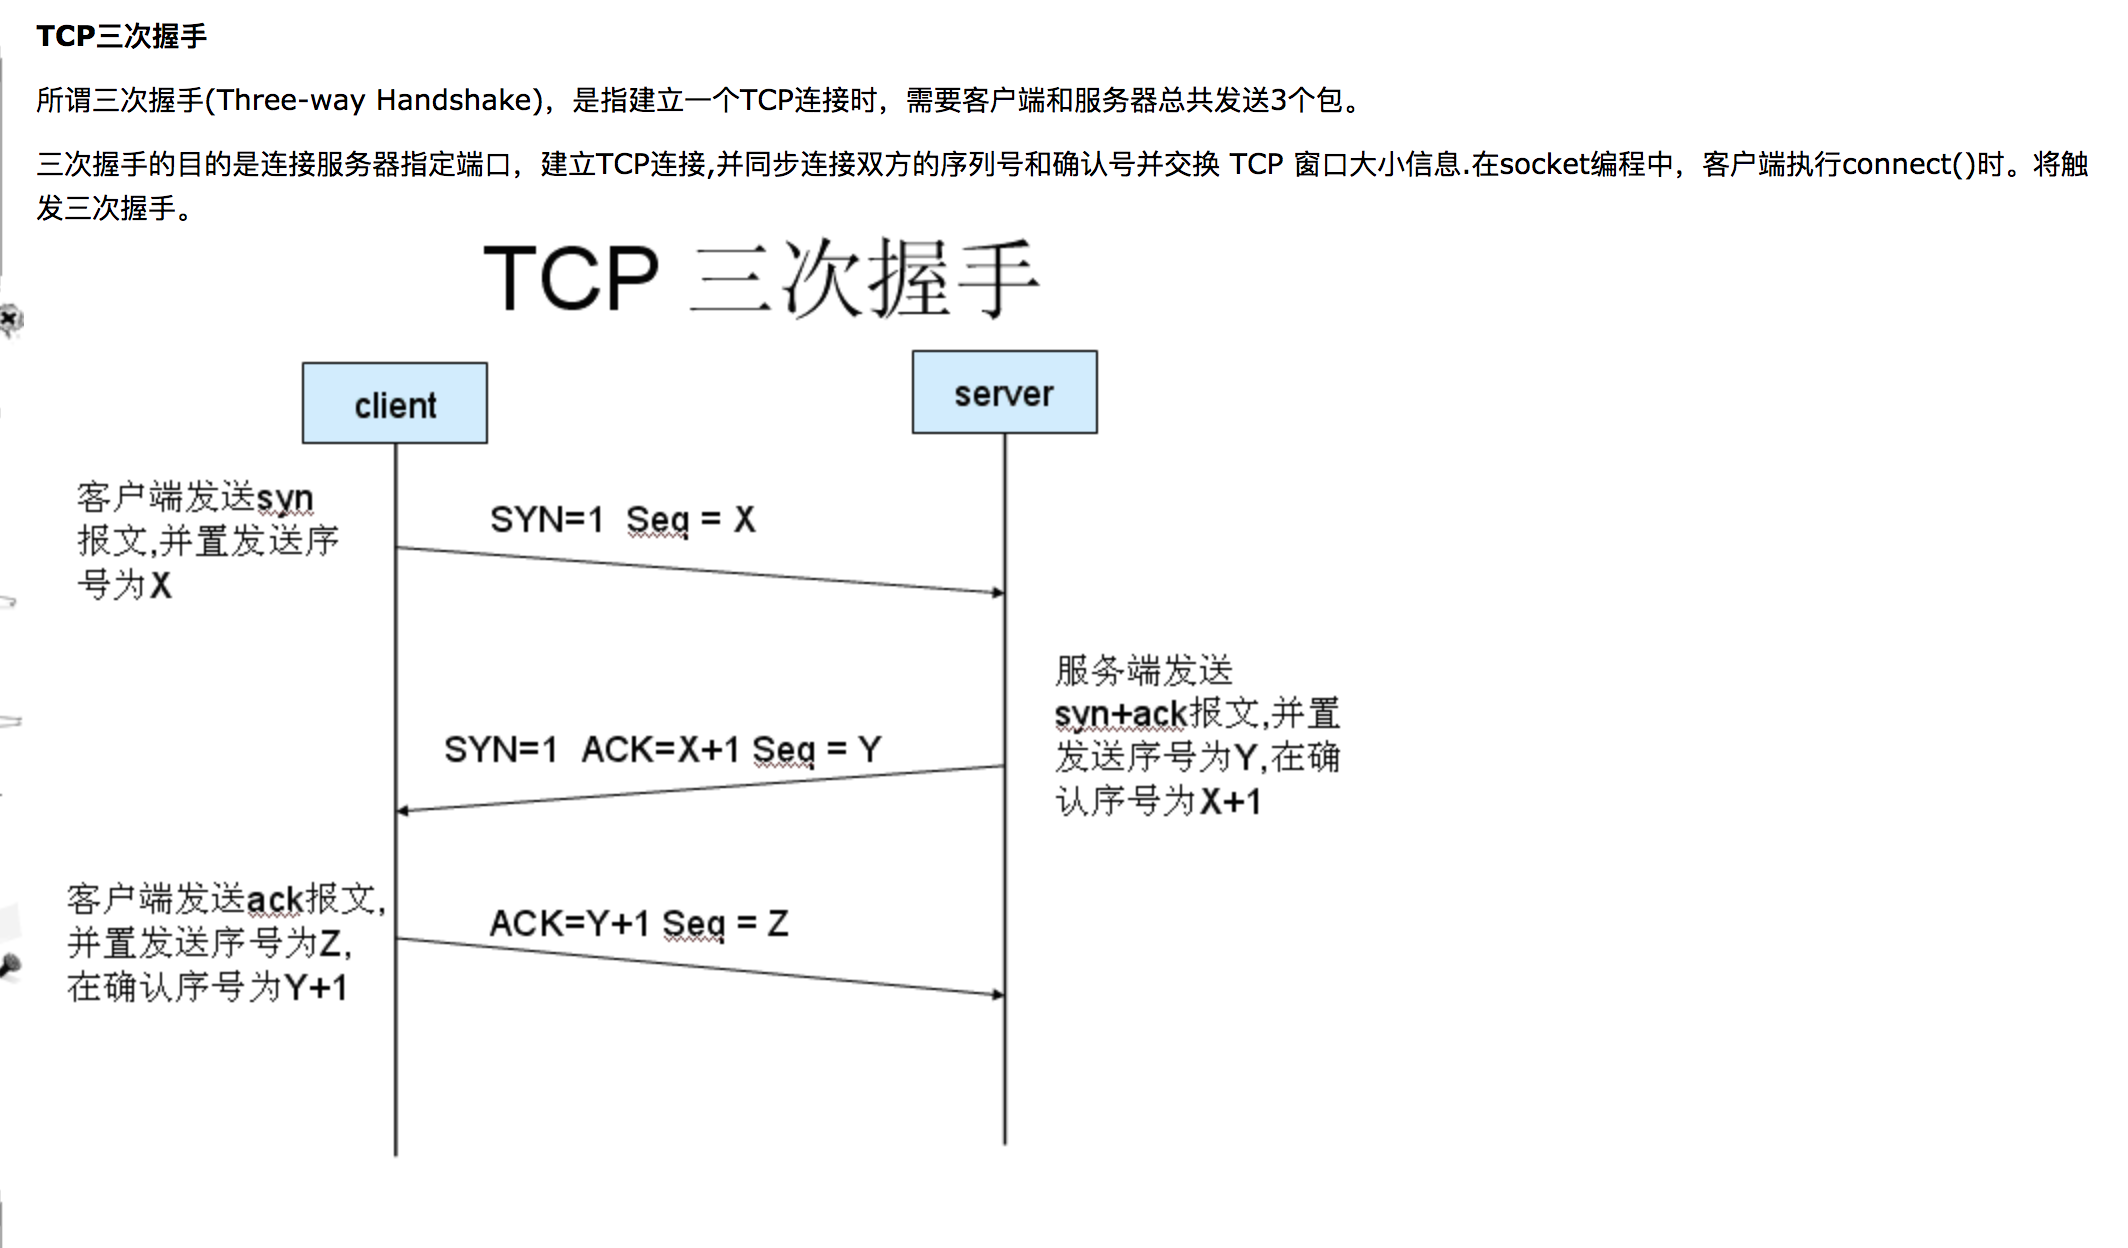 TCP三次握手
所谓三次握手(Three-way Handshake)，是指建立一个TCP连接时，需要客户端和服务器总共发送3个包。
三次握手的目的是连接服务器指定端口，建立TCP连接,并同步连接双方的序列号和确认号并交换 TCP 窗口大小信息.在socket编程中，客户端执行connect()时。将触
发三次握手。
TCP 三次握手
client
server
客户端发送syn
报文,并置发送序
号为X
SYN=1 Seq = X
服务端发送
syn+ack报文,并置
发送序号为Y,在确
认序号为X+1
SYN=1 ACK=X+1 Seq = Y
客户端发送ack报文,
并置发送序号为Z,
在确认序号为Y+1
ACK=Y+1 Seq = Z